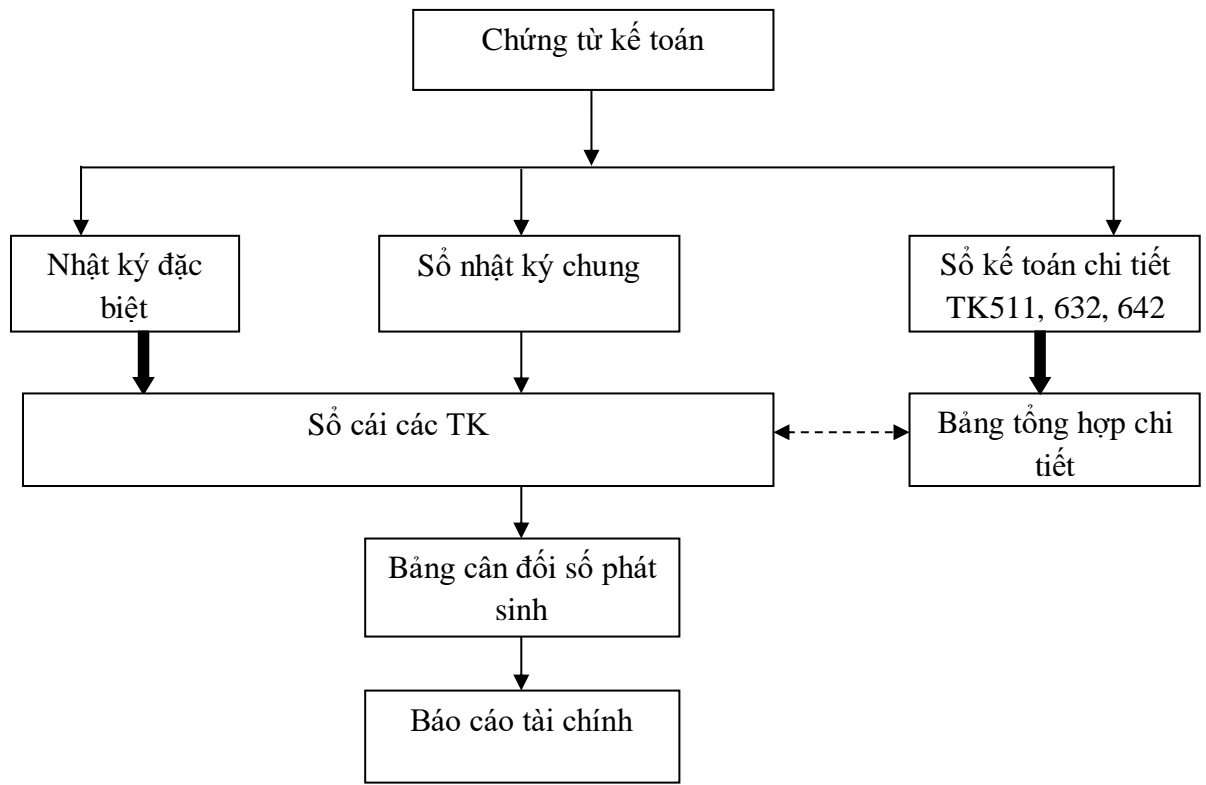 Chứng từ kế toán
Nhật ký đặc
biệt
Sổ nhật ký chung
Sổ kế toán chi tiết
TK511, 632, 642
Sổ cái các TK
Bảng tổng hợp chi
tiết
Bảng cân đối số phát
sinh
Báo cáo tài chính